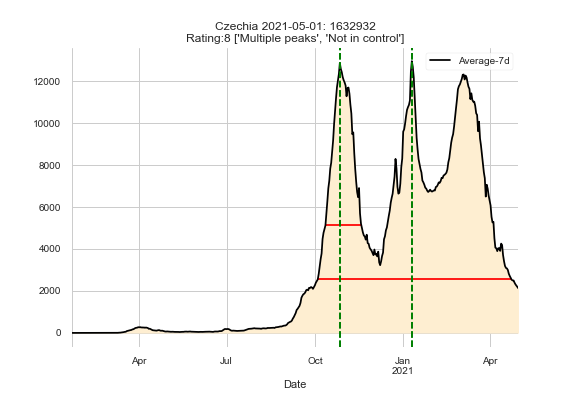 Czechia 2021-05-01: 1632932
Rating:8 ['Multiple peaks', 'Not in control']
Average-7d
12000
10000
8000
6000
4000
2000
0
Apr
Jul
Oct
Jan
2021
Apr
Date